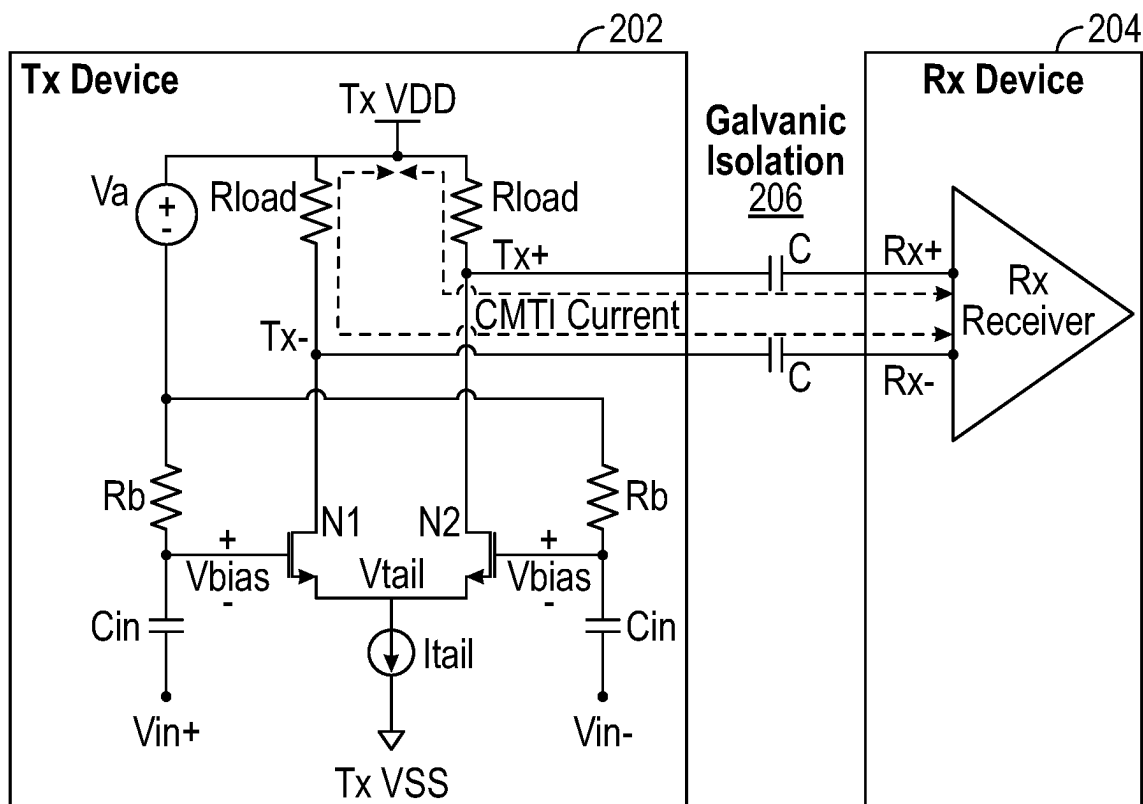 202
204
Tx Device
Rx Device
Tx VDD
Galvanic
Isolation
206
Va
+
-
Rload
Rload
Tx+
C
Rx+
Rx
Receiver
CMTI Current
Tx-
C
Rx-
Rb
Rb
N1
N2
+
Vbias
-
Vtail
+
Vbias
-
Cin
Cin
Itail
Vin+
Vin-
Tx VSS